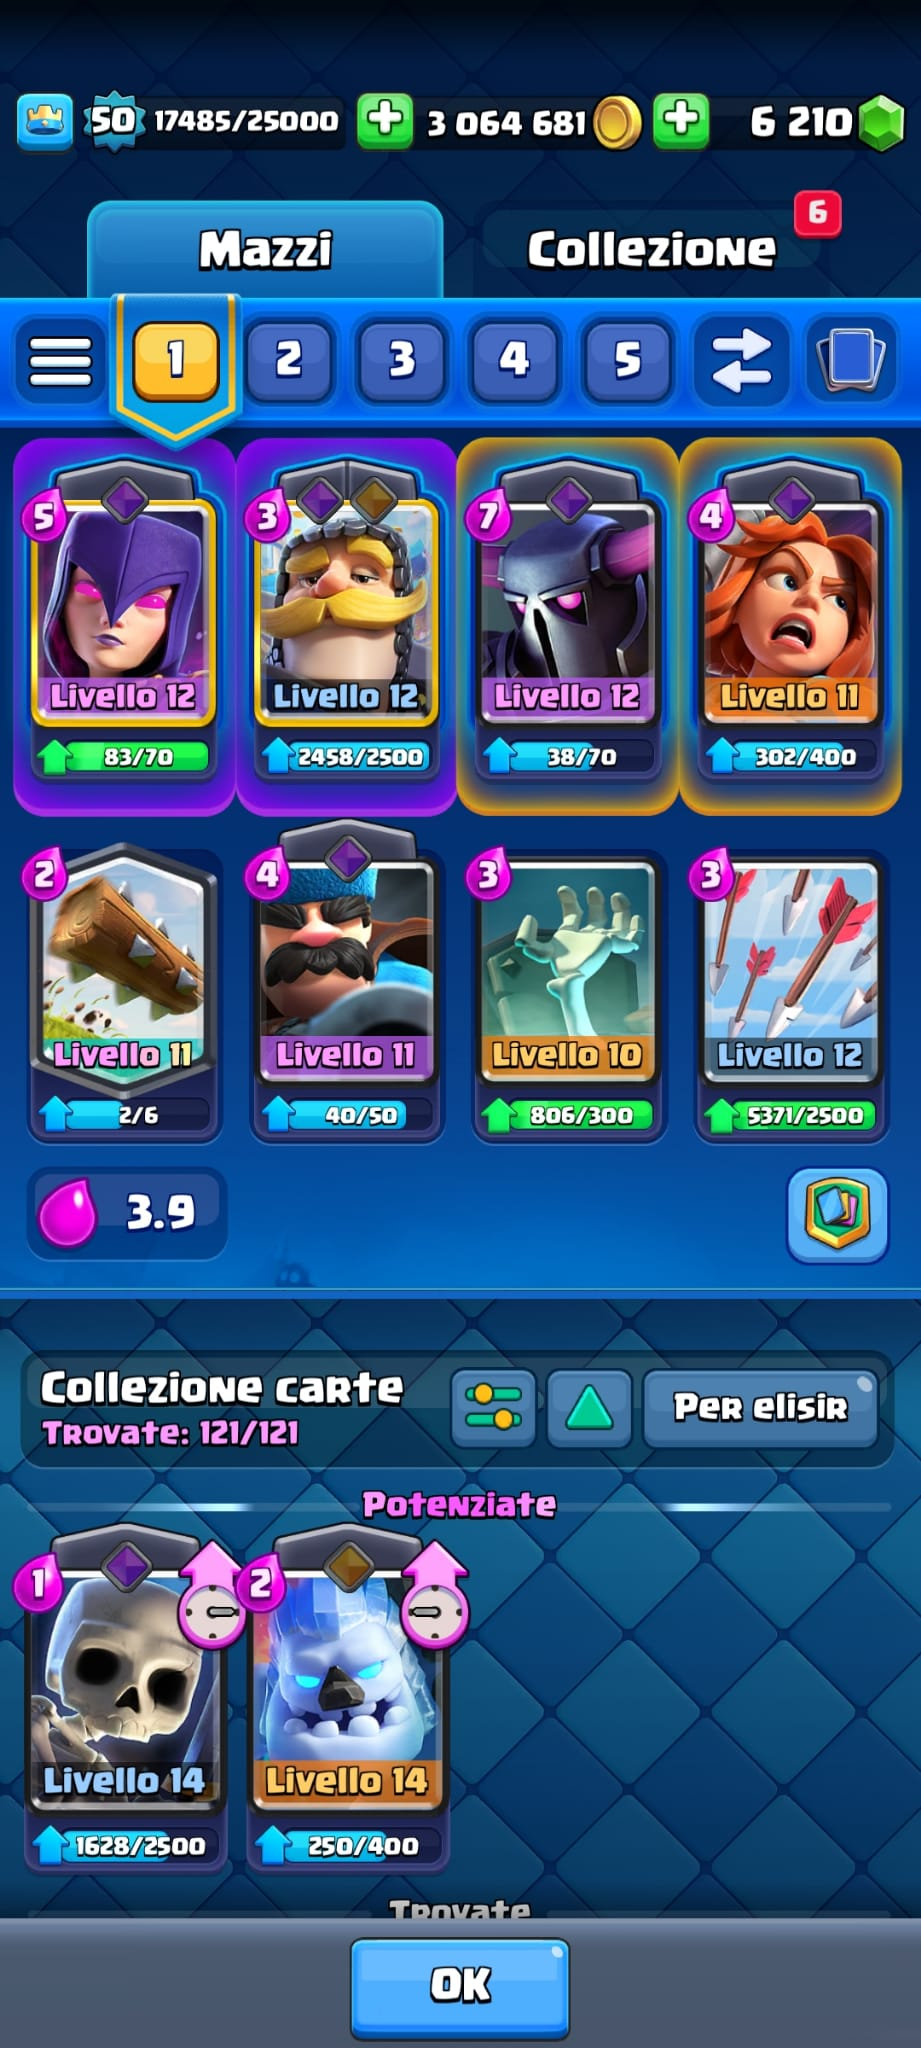 50 17485/25000 3 064 681 6 210
6
Mazzi Collezione
1 2 3 4 5
5 3 7 4
Livello 12 Livello 12 Livello 12 Livello 11
83/70 2458/2500 38/70 302/400
2 4 3 3
Livello 11 Livello 11 Livello 10 Livello 12
2/6 40/50 806/300 5371/2500
3.9
Collezione carte
Trovate: 121/121
Per elisir
Potenziate
1 2
Livello 14 Livello 14
1628/2500 250/400
Trovate
OK